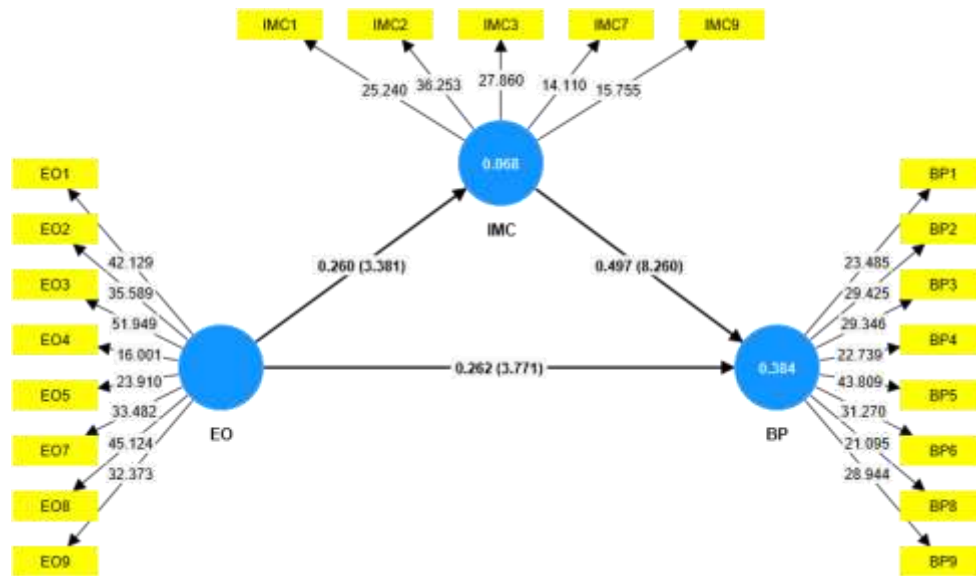 IMC1 IMC2 IMC3 IMC7 IMC9
25.240 36.253 27.860 14.110 15.755
0.068
IMC
EO1
EO2
EO3
EO4
EO5
EO7
EO8
EO9
42.129
35.589
51.949
16.001
23.910
33.482
45.124
32.373
EO
0.260 (3.381)
0.497 (8.260)
0.262 (3.771)
0.384
BP
23.485
29.425
29.346
22.739
43.809
31.270
21.095
28.944
BP1
BP2
BP3
BP4
BP5
BP6
BP8
BP9